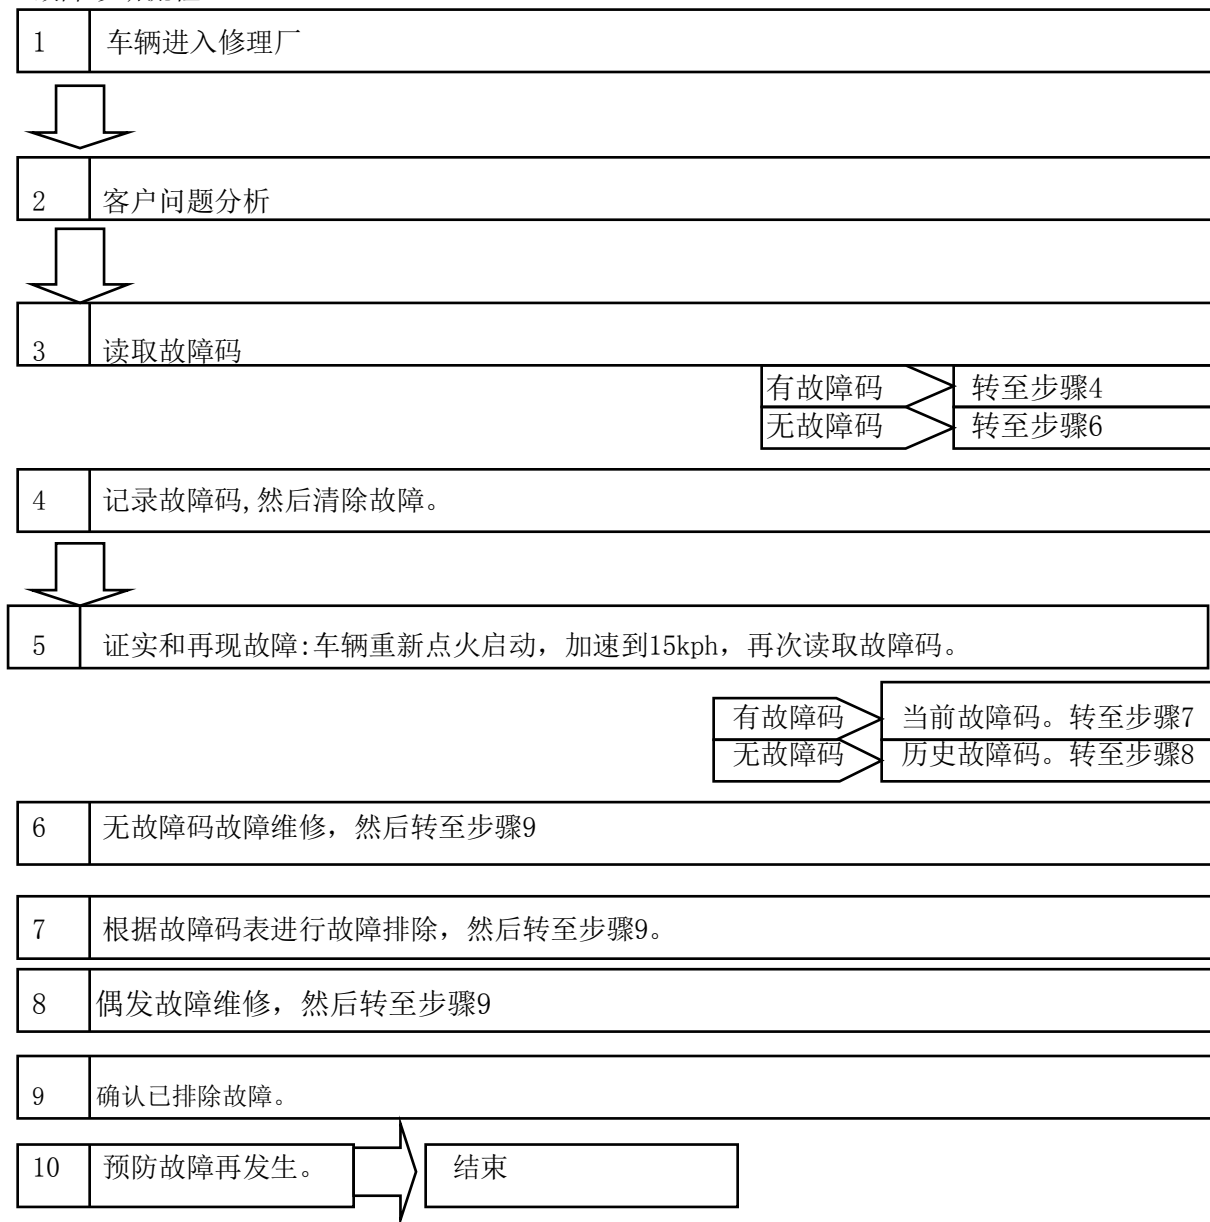 1 车辆进入修理厂
2 客户问题分析
3 读取故障码
有故障码 转至步骤4
无故障码 转至步骤6
4 记录故障码,然后清除故障。
5 证实和再现故障:车辆重新点火启动，加速到15kph，再次读取故障码。
有故障码 当前故障码。转至步骤7
无故障码 历史故障码。转至步骤8
6 无故障码故障维修，然后转至步骤9
7 根据故障码表进行故障排除，然后转至步骤9。
8 偶发故障维修，然后转至步骤9
9 确认已排除故障。
10 预防故障再发生。 结束